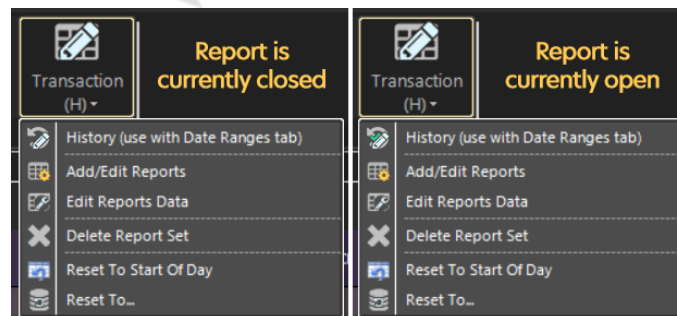 Transaction
(H)
Report is
currently closed
History (use with Date Ranges tab)
Add/Edit Reports
Edit Reports Data
Delete Report Set
Reset To Start Of Day
Reset To...
Transaction
(H)
Report is
currently open
History (use with Date Ranges tab)
Add/Edit Reports
Edit Reports Data
Delete Report Set
Reset To Start Of Day
Reset To...